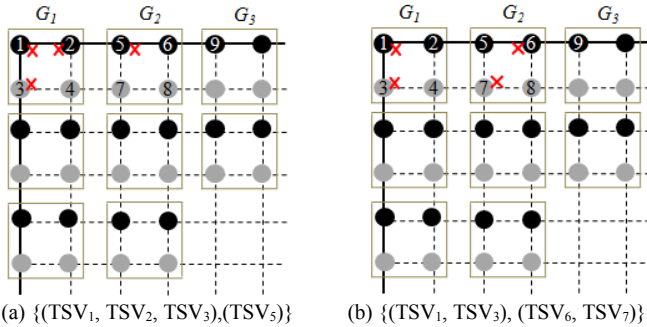 G₁ G₂ G₃ G₁ G₂ G₃
1 2 5 6 9 1 2 5 6 9
3 4 7 8 3 4 7 8
(a) {(TSV₁, TSV₂, TSV₃),(TSV₅)} (b) {(TSV₁, TSV₃), (TSV₆, TSV₇)}